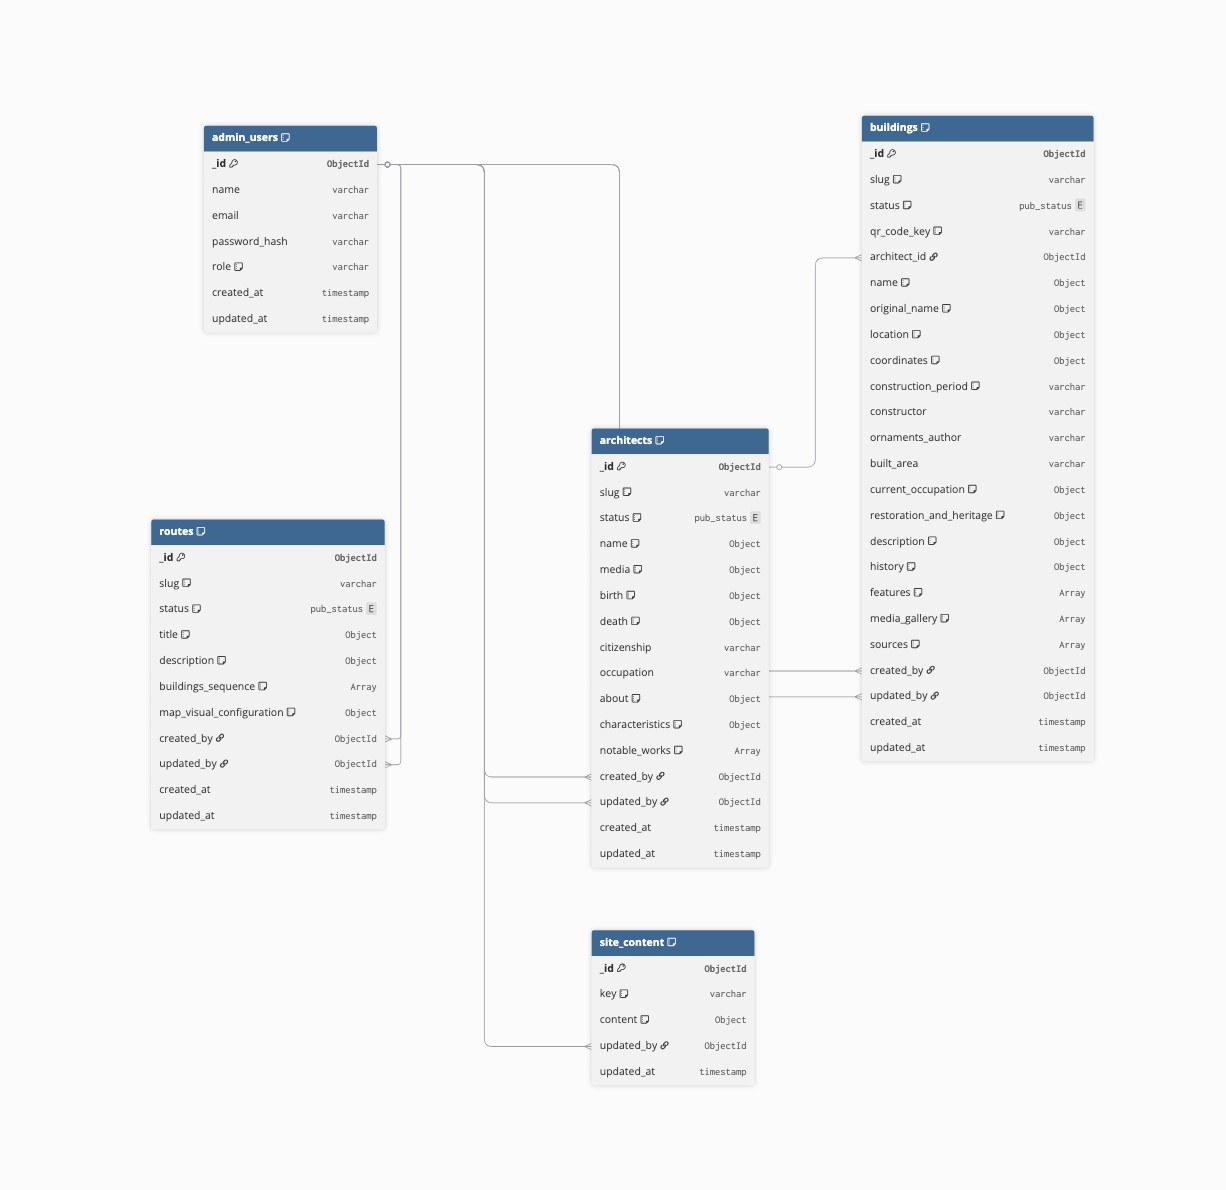 admin_users
_id ObjectId
name varchar
email varchar
password_hash varchar
role varchar
created_at timestamp
updated_at timestamp
buildings
_id ObjectId
slug varchar
status pub_status E
qr_code_key varchar
architect_id ObjectId
name Object
original_name Object
location Object
coordinates Object
construction_period varchar
constructor varchar
ornaments_author varchar
built_area varchar
current_occupation Object
restoration_and_heritage Object
description Object
history Object
features Array
media_gallery Array
sources Array
created_by ObjectId
updated_by ObjectId
created_at timestamp
updated_at timestamp
architects
_id ObjectId
slug varchar
status pub_status E
name Object
media Object
birth Object
death Object
citizenship varchar
occupation varchar
about Object
characteristics Object
notable_works Array
created_by ObjectId
updated_by ObjectId
created_at timestamp
updated_at timestamp
routes
_id ObjectId
slug varchar
status pub_status E
title Object
description Object
buildings_sequence Array
map_visual_configuration Object
created_by ObjectId
updated_by ObjectId
created_at timestamp
updated_at timestamp
site_content
_id ObjectId
key varchar
content Object
updated_by ObjectId
updated_at timestamp